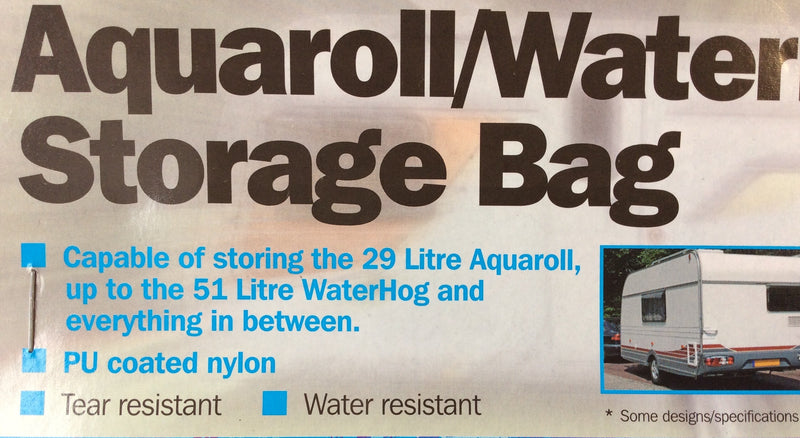 Aquaroll/Water
Storage Bag
Capable of storing the 29 Litre Aquaroll,
up to the 51 Litre WaterHog and
everything in between.
PU coated nylon
Tear resistant Water resistant
* Some designs/specifications